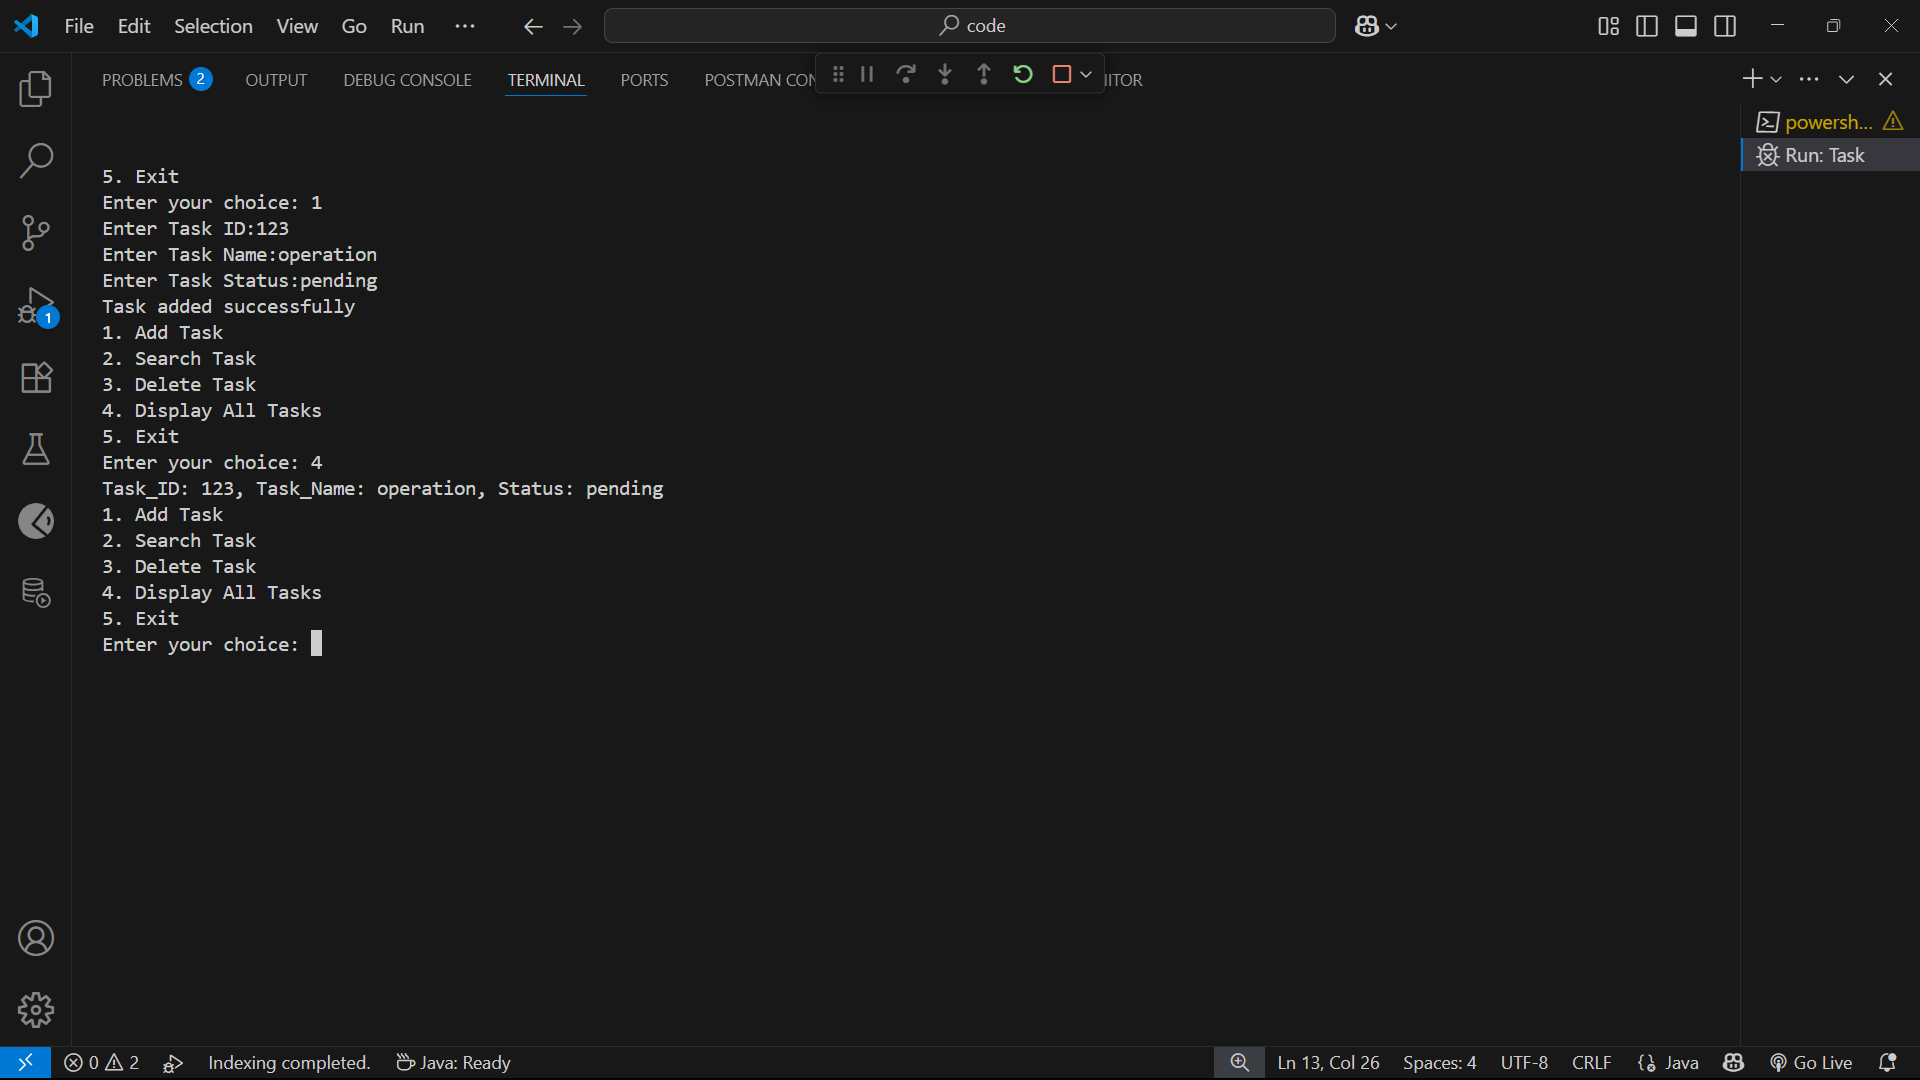 File Edit Selection View Go Run ··· code
PROBLEMS 2 OUTPUT DEBUG CONSOLE TERMINAL PORTS POSTMAN CON ITOR
powersh...
Run: Task
5. Exit
Enter your choice: 1
Enter Task ID:123
Enter Task Name:operation
Enter Task Status:pending
Task added successfully
1. Add Task
2. Search Task
3. Delete Task
4. Display All Tasks
5. Exit
Enter your choice: 4
Task_ID: 123, Task_Name: operation, Status: pending
1. Add Task
2. Search Task
3. Delete Task
4. Display All Tasks
5. Exit
Enter your choice:
1
0 2 Indexing completed. Java: Ready Ln 13, Col 26 Spaces: 4 UTF-8 CRLF {} Java Go Live